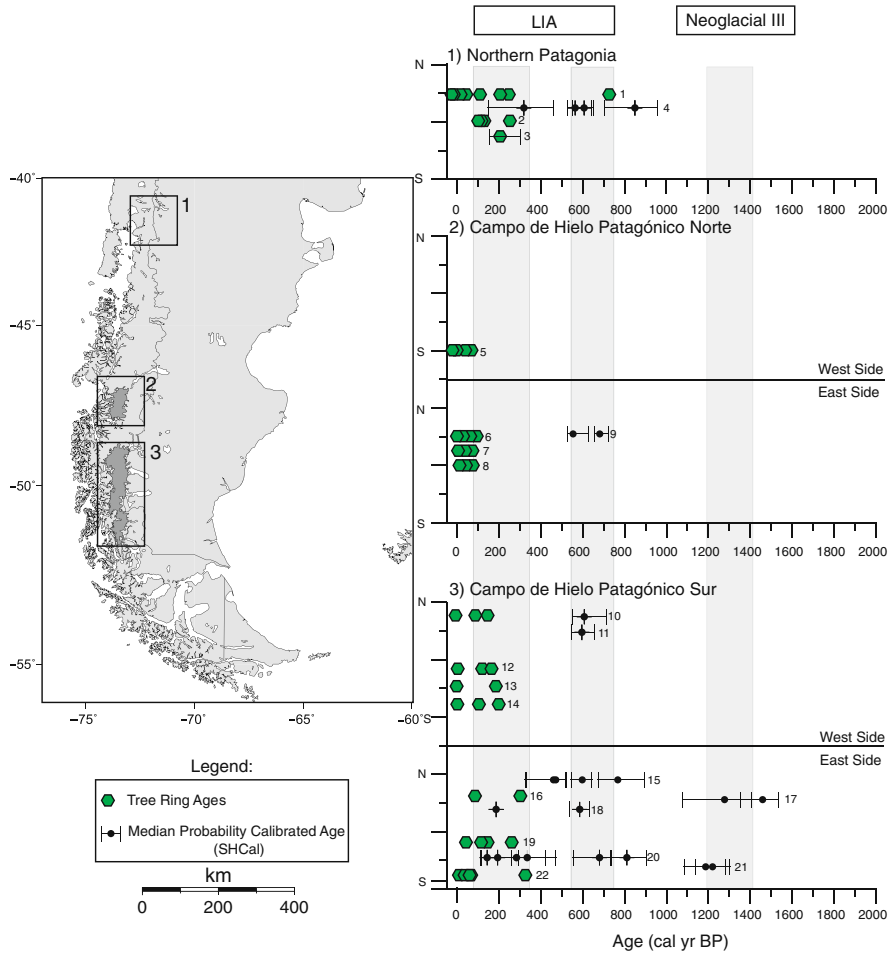 LIA
Neoglacial III
1) Northern Patagonia
N
1
4
2
3
S
0 200 400 600 800 1000 1200 1400 1600 1800 2000
2) Campo de Hielo Patagónico Norte
N
S
5
West Side
East Side
N
6
9
7
8
S
0 200 400 600 800 1000 1200 1400 1600 1800 2000
3) Campo de Hielo Patagónico Sur
N
10
11
12
13
14
West Side
East Side
N
15
16
17
18
19
20
21
22
S
0 200 400 600 800 1000 1200 1400 1600 1800 2000
Age (cal yr BP)
−40°
−45°
−50°
−55°
1
2
3
−75° −70° −65° −60°S
Legend:
Tree Ring Ages
Median Probability Calibrated Age
(SHCal)
km
0 200 400